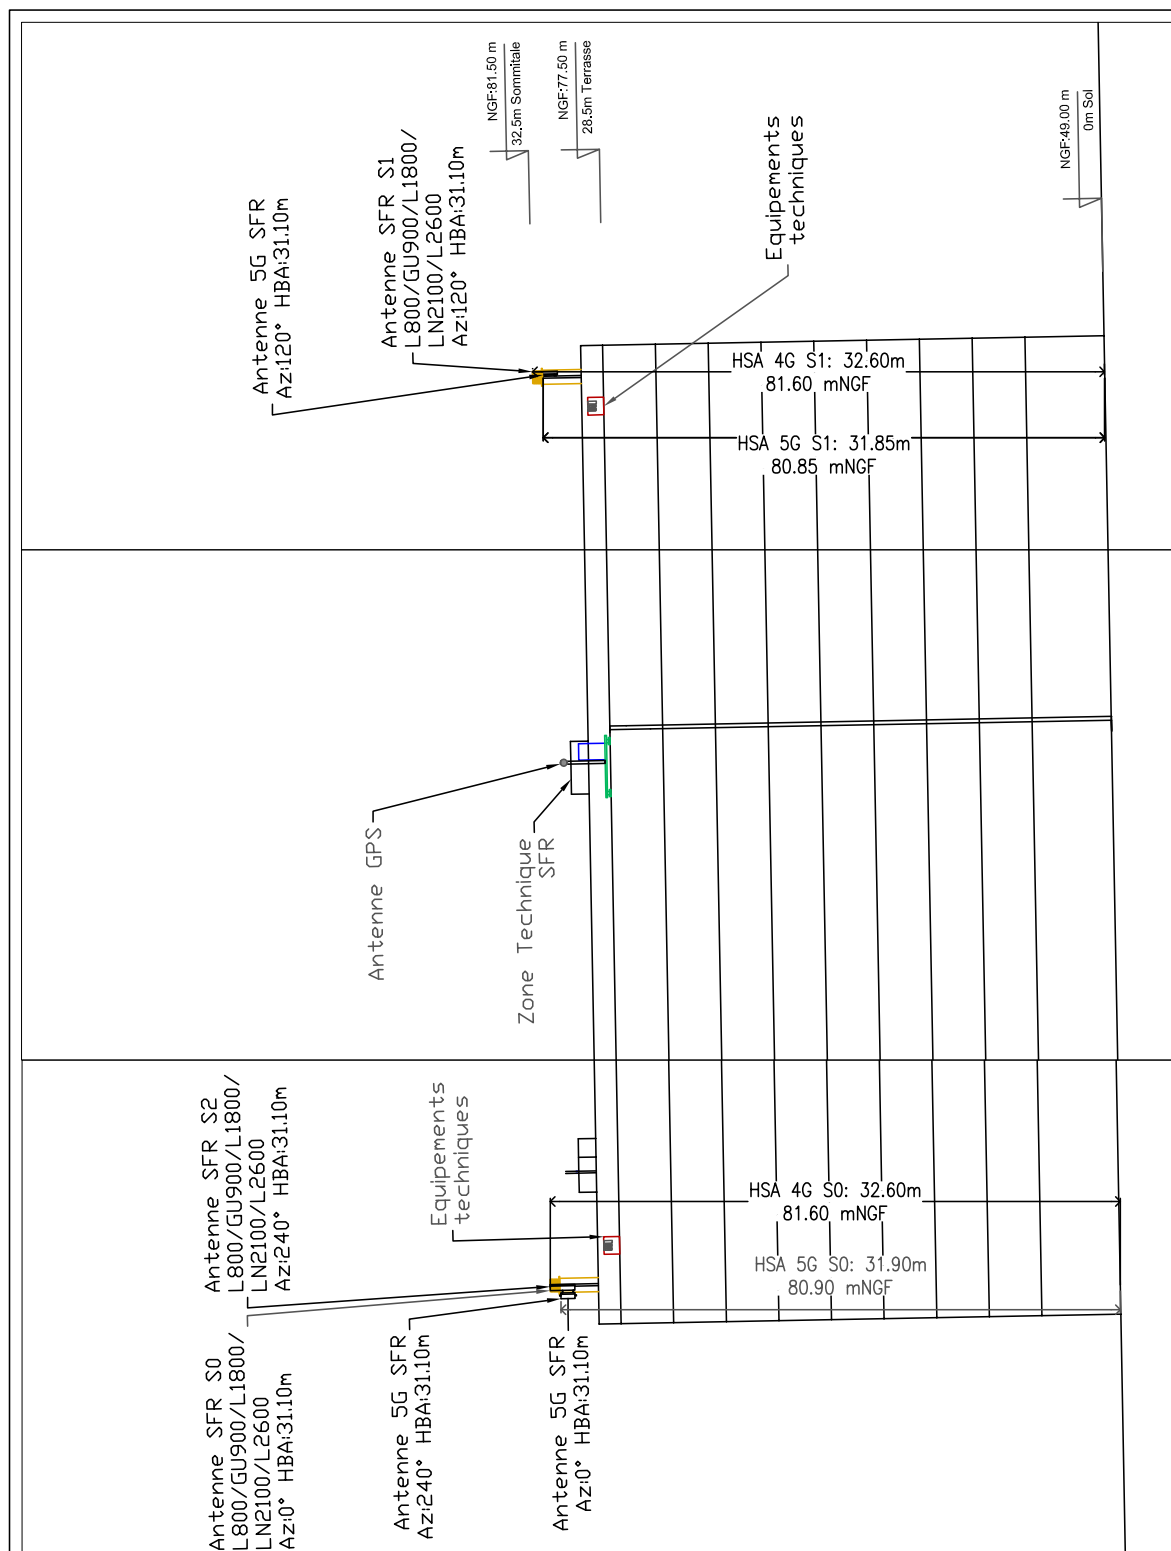 NGF:81.50 m
32.5m Sommitale
NGF:77.50 m
28.5m Terrasse
NGF:49.00 m
0m Sol
Antenne 5G SFR
Az:120° HBA:31.10m
Antenne SFR S1
L800/GU900/L1800/
LN2100/L2600
Az:120° HBA:31.10m
Equipements
techniques
HSA 4G S1: 32.60m
81.60 mNGF
HSA 5G S1: 31.85m
80.85 mNGF
Antenne GPS
Zone Technique
SFR
Antenne SFR S2
L800/GU900/L1800/
LN2100/L2600
Az:240° HBA:31.10m
Equipements
techniques
HSA 4G S0: 32.60m
81.60 mNGF
HSA 5G S0: 31.90m
80.90 mNGF
Antenne SFR S0
L800/GU900/L1800/
LN2100/L2600
Az:0° HBA:31.10m
Antenne 5G SFR
Az:240° HBA:31.10m
Antenne 5G SFR
Az:0° HBA:31.10m